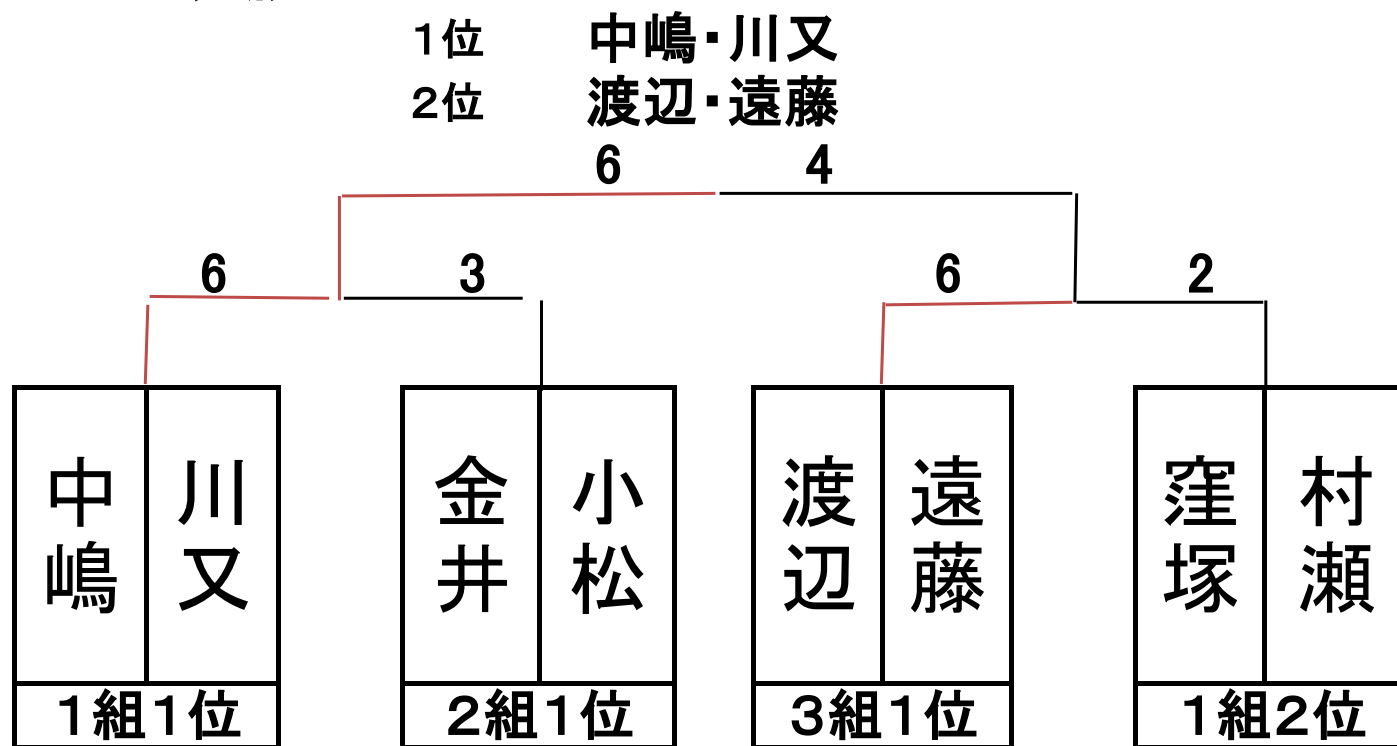 1位 中嶋・川又
2位 渡辺・遠藤
6 4
6 3 6 2
中嶋 川又 金井 小松 渡辺 遠藤 窪塚 村瀬
1組1位 2組1位 3組1位 1組2位